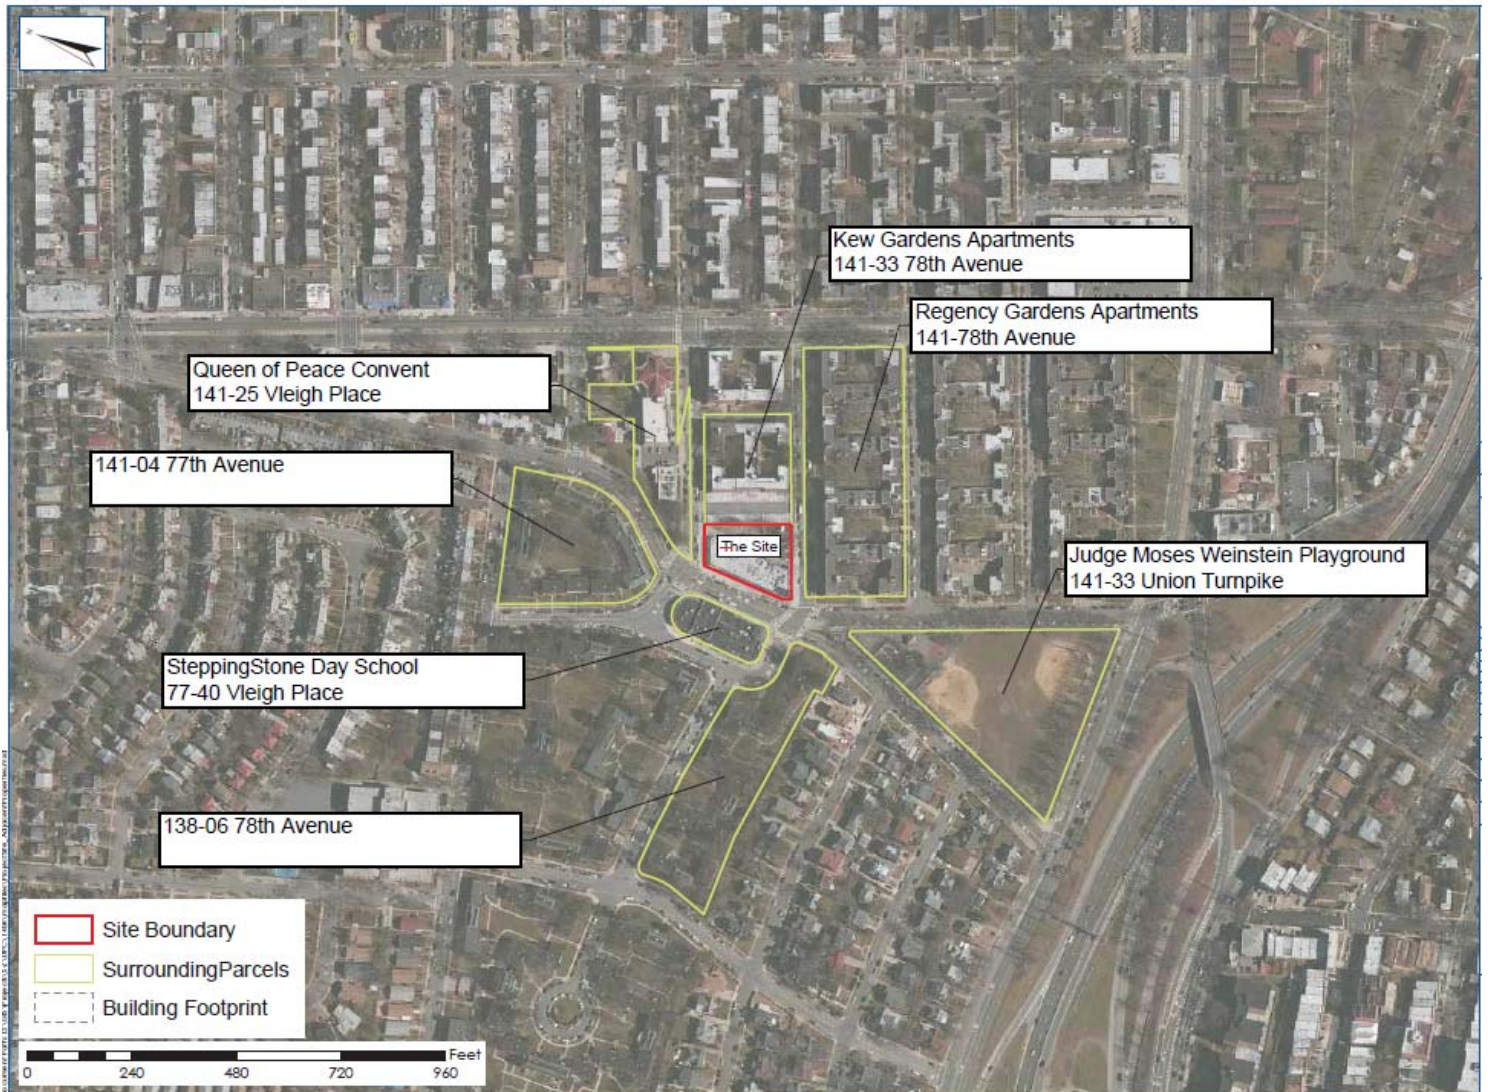 Kew Gardens Apartments
141-33 78th Avenue
Regency Gardens Apartments
141-78th Avenue
Queen of Peace Convent
141-25 Vleigh Place
141-04 77th Avenue
The Site
Judge Moses Weinstein Playground
141-33 Union Turnpike
SteppingStone Day School
77-40 Vleigh Place
138-06 78th Avenue
Site Boundary
SurroundingParcels
Building Footprint
Feet
0 240 480 720 960